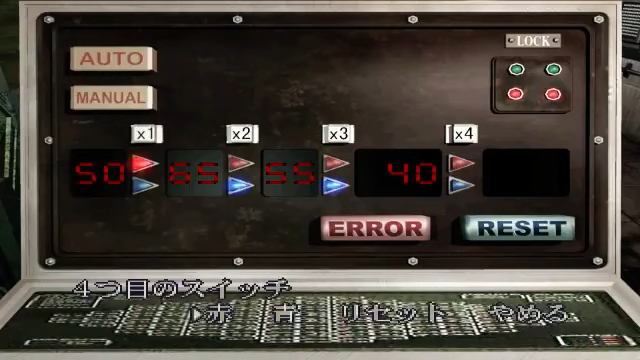 LOCK
AUTO
MANUAL
x1 x2 x3 x4
50 65 55 40
ERROR RESET
4つ目のスイッチ
赤 青 リセット やめる